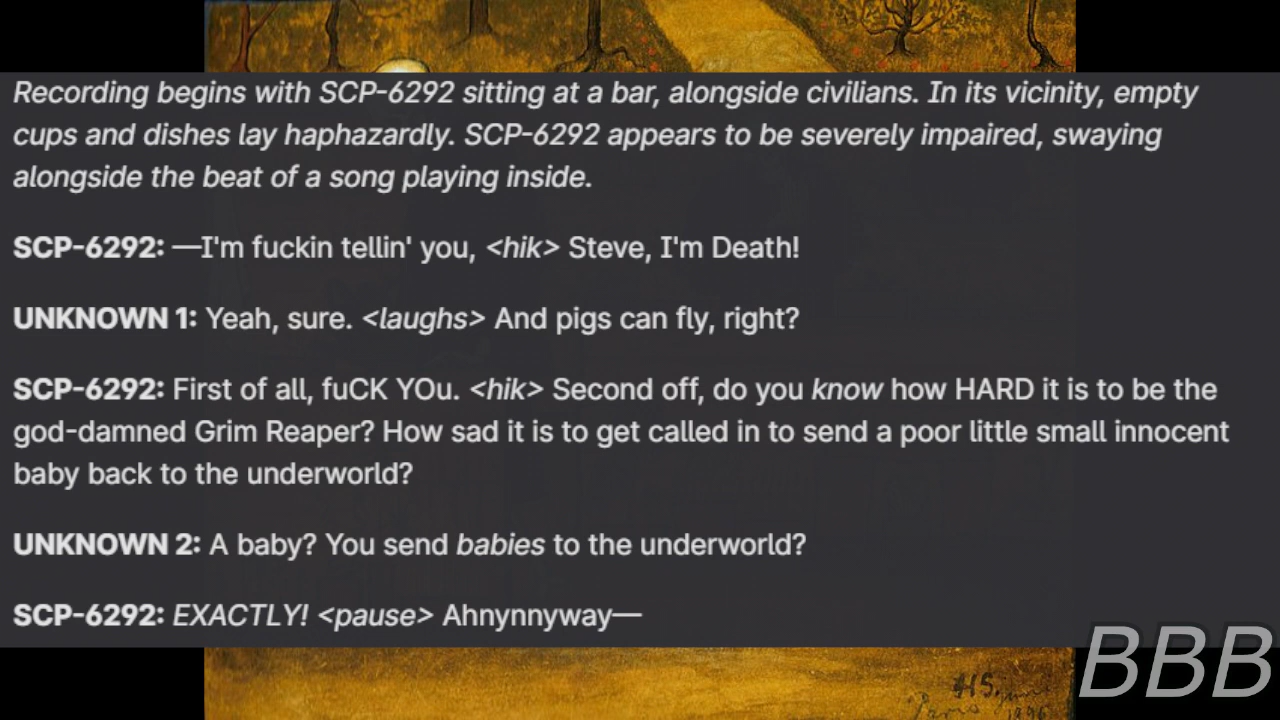 Recording begins with SCP-6292 sitting at a bar, alongside civilians. In its vicinity, empty
cups and dishes lay haphazardly. SCP-6292 appears to be severely impaired, swaying
alongside the beat of a song playing inside.
SCP-6292: —I'm fuckin tellin' you, <hik> Steve, I'm Death!
UNKNOWN 1: Yeah, sure. <laughs> And pigs can fly, right?
SCP-6292: First of all, fuCK YOu. <hik> Second off, do you know how HARD it is to be the
god-damned Grim Reaper? How sad it is to get called in to send a poor little small innocent
baby back to the underworld?
UNKNOWN 2: A baby? You send babies to the underworld?
SCP-6292: EXACTLY! <pause> Ahnynnyway—
BBB
Paris